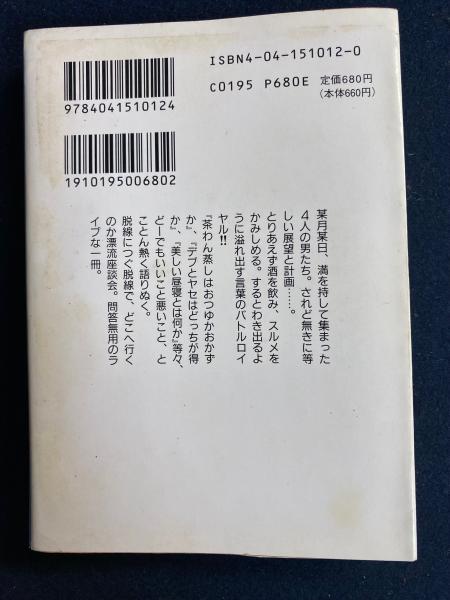 ISBN4-04-151012-0
C0195 P680E
定価680円
(本体660円)
9784041510124
1910195006802
某月某日、満を持して集まった
4人の男たち。されど無きに等
しい展望と計画……。
とりあえず酒を飲み、スルメを
かみしめる。するとわき出るよ
うに溢れ出す言葉のバトルロイ
ヤル!!
『茶わん蒸しはおつゆかおかず
か』、『デブとヤセはどっちが得
か』、『美しい昼寝とは何か』等々、
どーでもいいこと悪いこと、と
ことん熱く語りぬく。
脱線につぐ脱線で、どこへ行く
のか漂流座談会。問答無用のラ
イブな一冊。